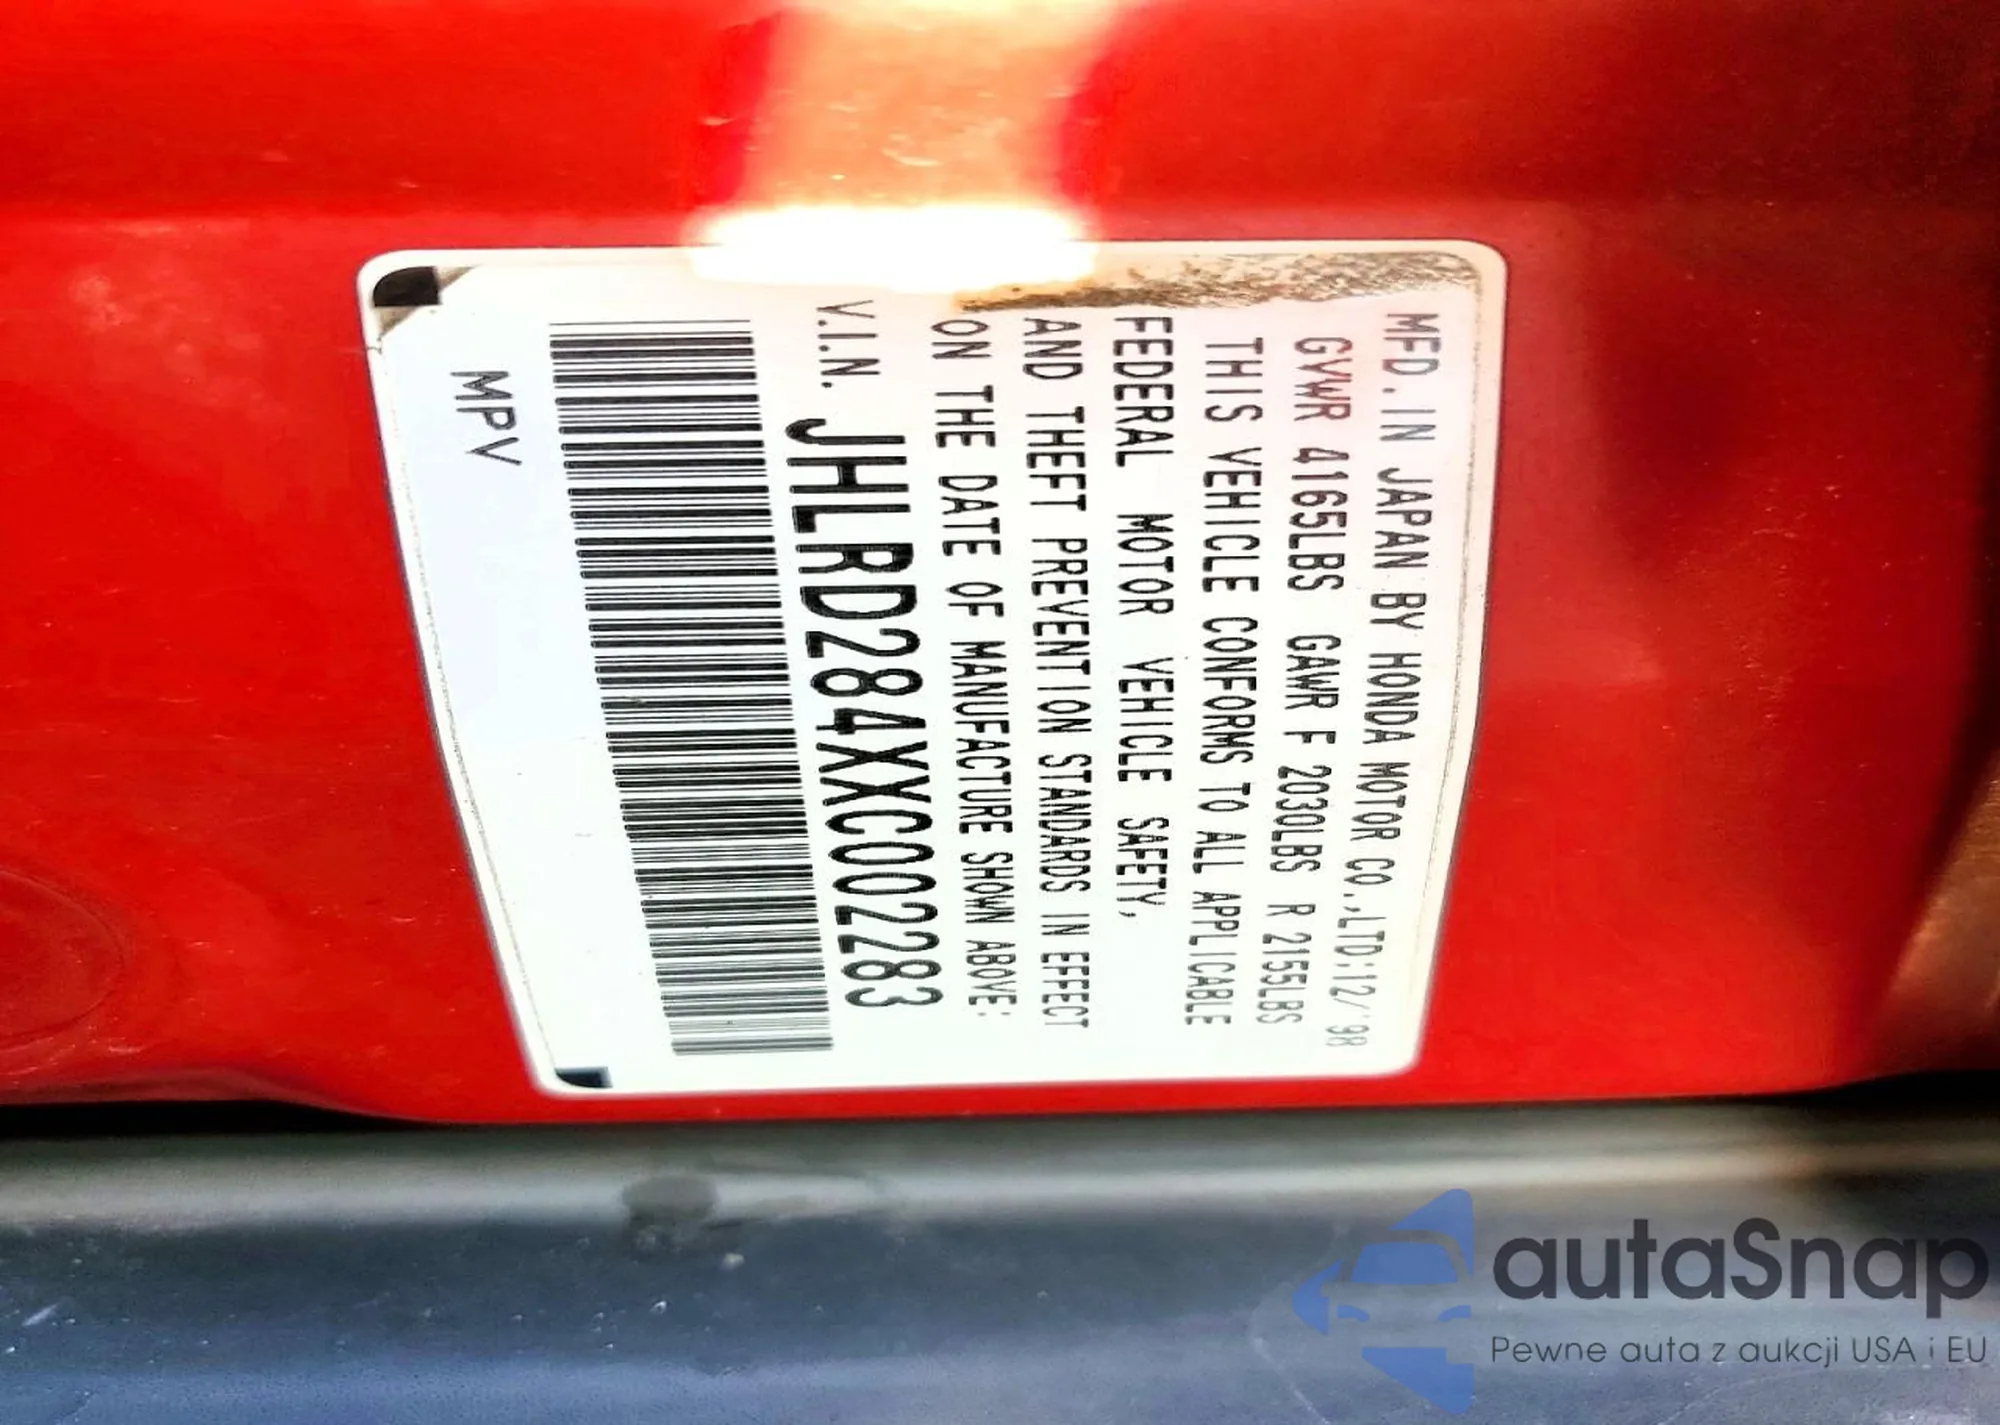 MFD. IN JAPAN BY HONDA MOTOR CO.,LTD:12/'98
GVWR 4165LBS GAWR F 2030LBS R 2155LBS
THIS VEHICLE CONFORMS TO ALL APPLICABLE
FEDERAL MOTOR VEHICLE SAFETY,
AND THEFT PREVENTION STANDARDS IN EFFECT
ON THE DATE OF MANUFACTURE SHOWN ABOVE:
V.I.N. JHLRD284XXC002283
MPV
autaSnap
Pewne auta z aukcji USA i EU